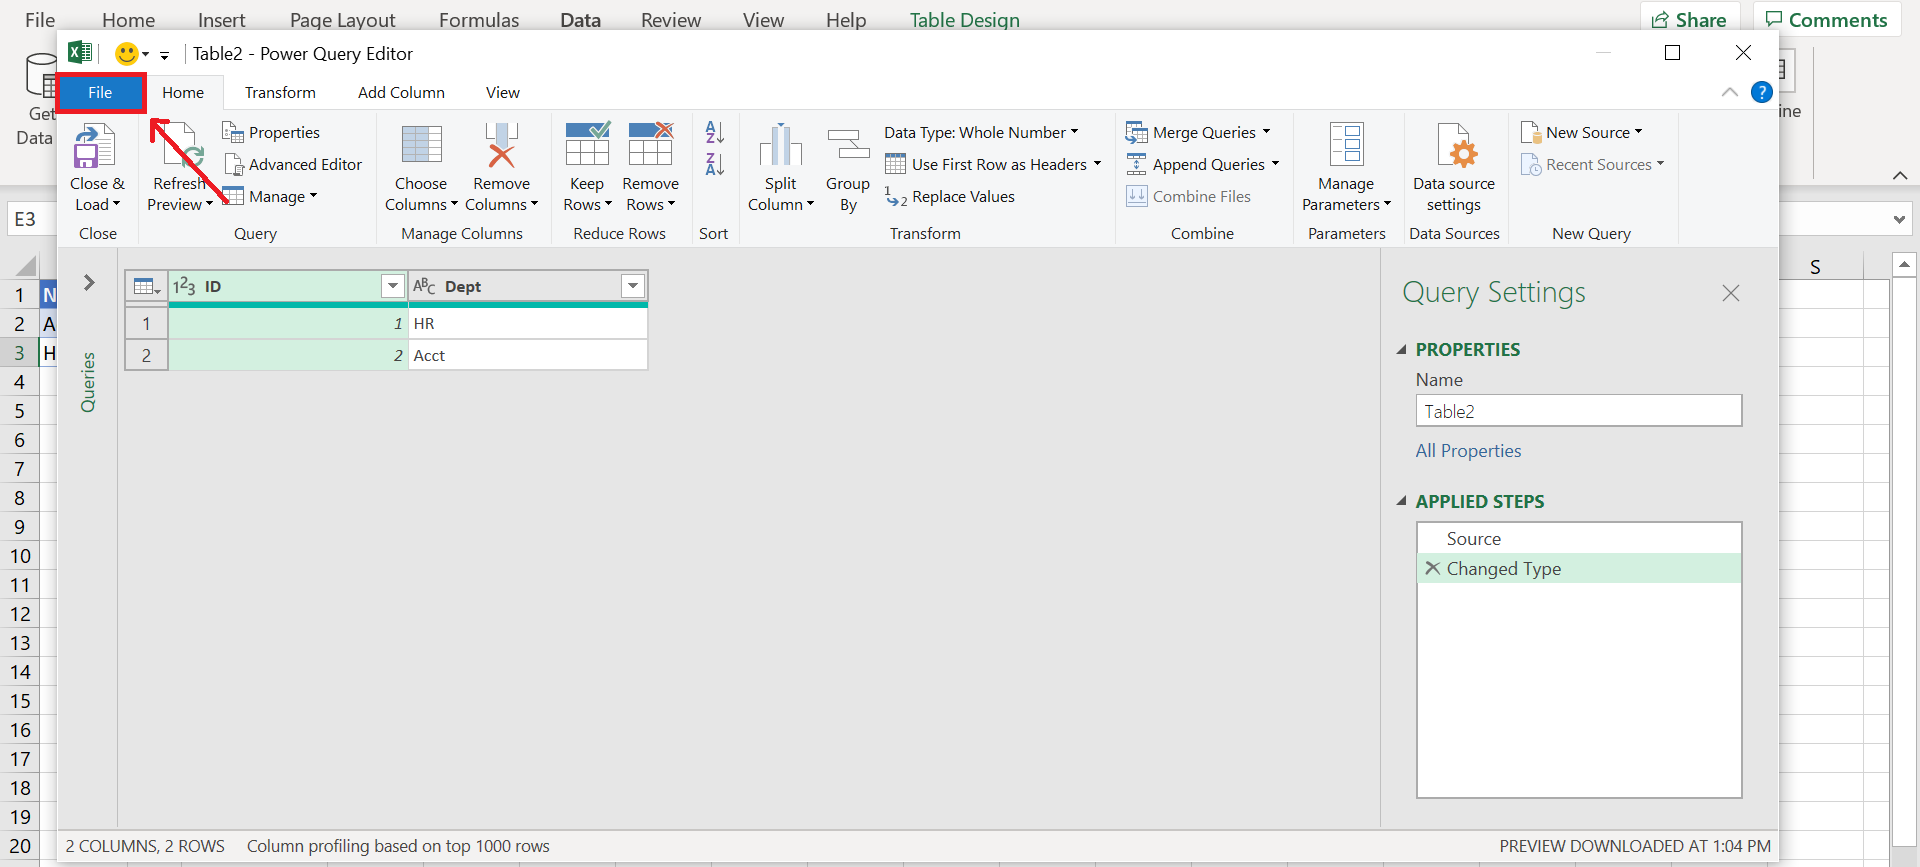 File Home Insert Page Layout Formulas Data Review View Help Table Design Share Comments
Table2 - Power Query Editor
File Home Transform Add Column View ?
Get
Data
ine
Close &
Load
Refresh
Preview
Properties
Advanced Editor
Manage
Choose
Columns
Remove
Columns
Keep
Rows
Remove
Rows
A
Z
Z
A
Split
Column
Group
By
Data Type: Whole Number
Use First Row as Headers
1
2 Replace Values
Merge Queries
Append Queries
Combine Files
Manage
Parameters
Data source
settings
New Source
Recent Sources
Close Query Manage Columns Reduce Rows Sort Transform Combine Parameters Data Sources New Query
E3
S
1 N
2 A
3 H
4
5
6
7
8
9
10
11
12
13
14
15
16
17
18
19
20
Queries
123 ID ABC Dept
1 1 HR
2 2 Acct
Query Settings
PROPERTIES
Name
Table2
All Properties
APPLIED STEPS
Source
Changed Type
2 COLUMNS, 2 ROWS Column profiling based on top 1000 rows PREVIEW DOWNLOADED AT 1:04 PM